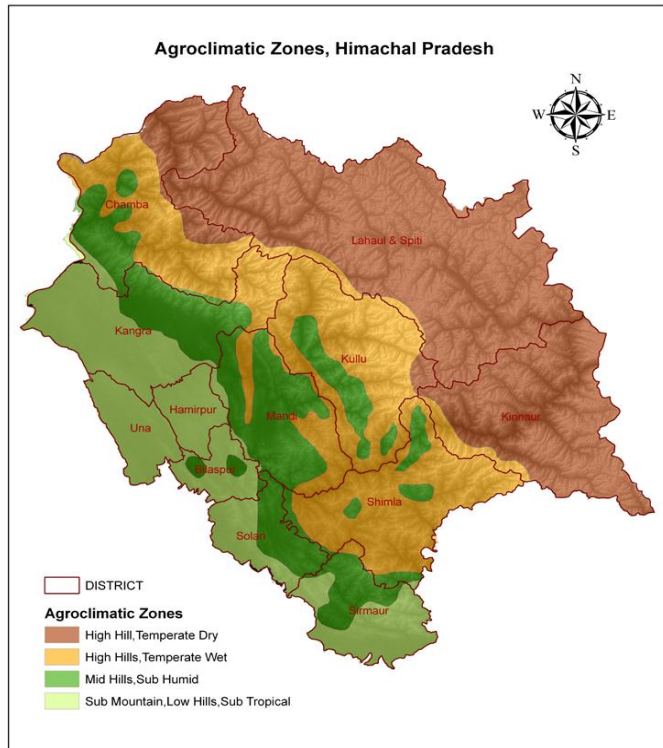 Agroclimatic Zones, Himachal Pradesh
N
W
E
S
Chamba
Lahaul & Spiti
Kangra
Kullu
Kinnaur
Hamirpur
Una
Mandi
Bilaspur
Shimla
Solan
Sirmaur
DISTRICT
Agroclimatic Zones
High Hill,Temperate Dry
High Hills,Temperate Wet
Mid Hills,Sub Humid
Sub Mountain,Low Hills,Sub Tropical